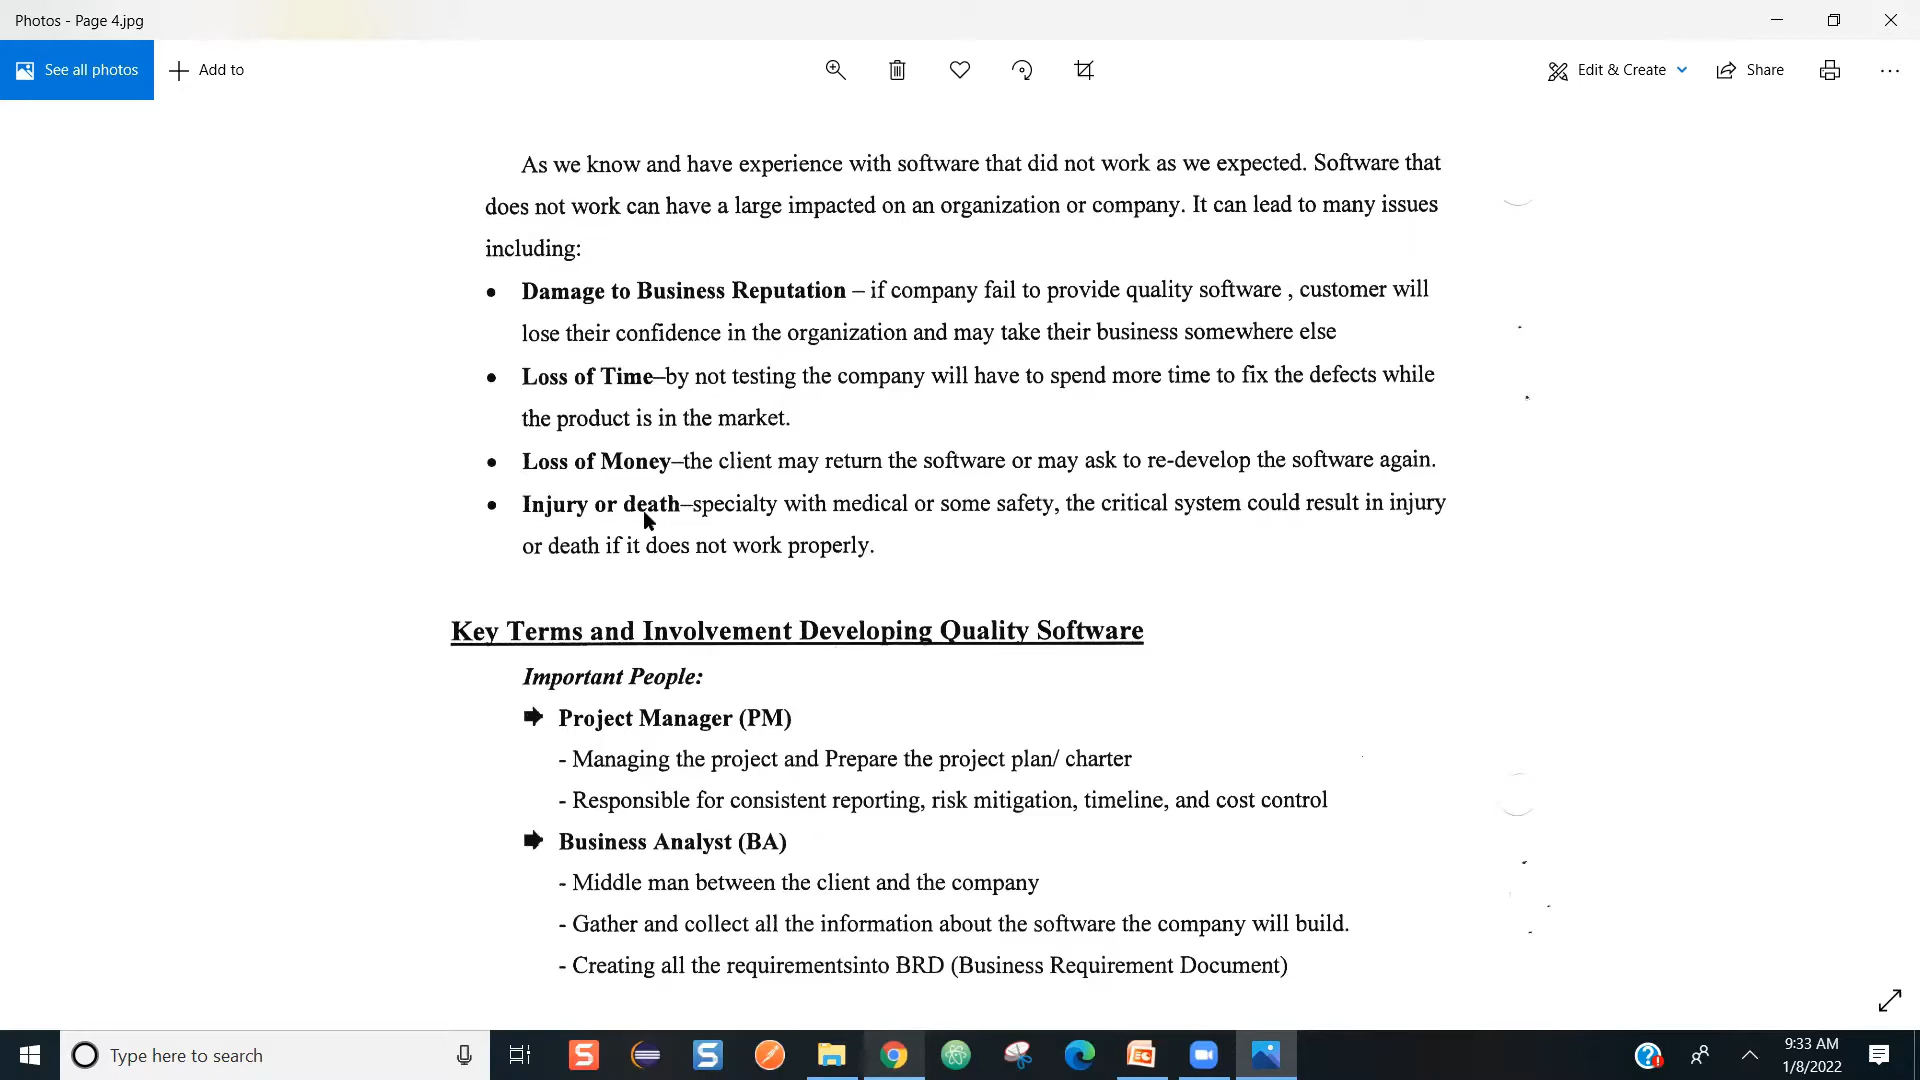 Photos - Page 4.jpg
See all photos
Add to
Edit & Create
Share
As we know and have experience with software that did not work as we expected. Software that
does not work can have a large impacted on an organization or company. It can lead to many issues
including:
• Damage to Business Reputation – if company fail to provide quality software , customer will
lose their confidence in the organization and may take their business somewhere else
• Loss of Time–by not testing the company will have to spend more time to fix the defects while
the product is in the market.
• Loss of Money–the client may return the software or may ask to re-develop the software again.
• Injury or death–specialty with medical or some safety, the critical system could result in injury
or death if it does not work properly.
Key Terms and Involvement Developing Quality Software
Important People:
Project Manager (PM)
- Managing the project and Prepare the project plan/ charter
- Responsible for consistent reporting, risk mitigation, timeline, and cost control
Business Analyst (BA)
- Middle man between the client and the company
- Gather and collect all the information about the software the company will build.
- Creating all the requirementsinto BRD (Business Requirement Document)
Type here to search
9:33 AM
1/8/2022